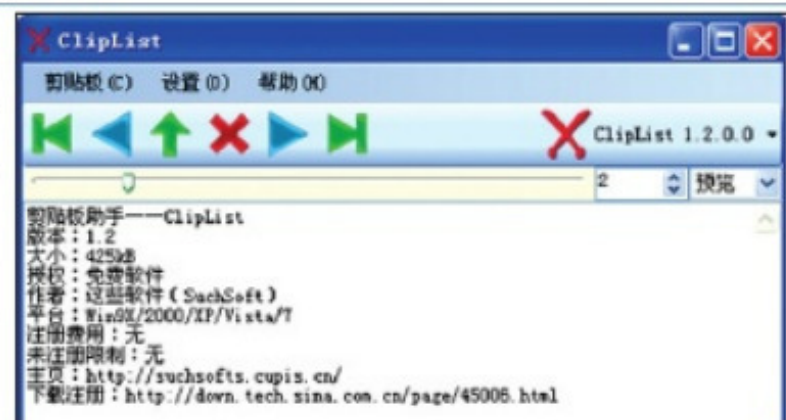 ClipList
剪贴板(C) 设置(O) 帮助(H)
ClipList 1.2.0.0
2 预览
剪贴板助手——ClipList
版本：1.2
大小：425kB
授权：免费软件
作者：这些软件（SuchSoft）
平台：Win9X/2000/XP/Vista/7
注册费用：无
未注册限制：无
主页：http://suchsofts.cupis.cn/
下载注册：http://down.tech.sina.com.cn/page/45006.html